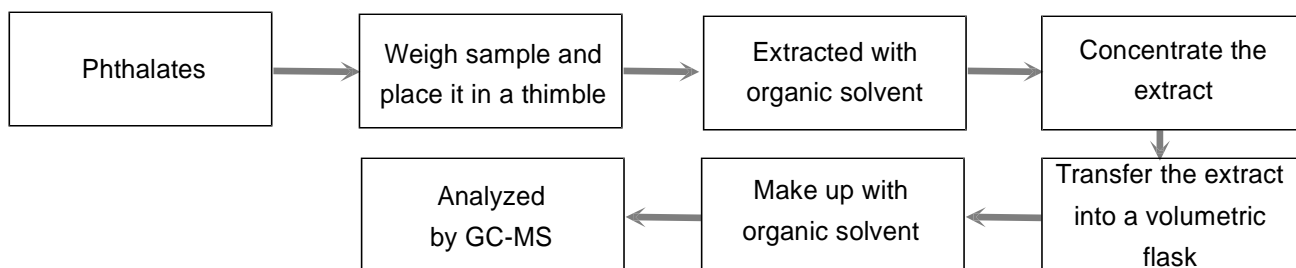 Phthalates
Weigh sample and
place it in a thimble
Extracted with
organic solvent
Concentrate the
extract
Transfer the extract
into a volumetric
flask
Make up with
organic solvent
Analyzed
by GC-MS